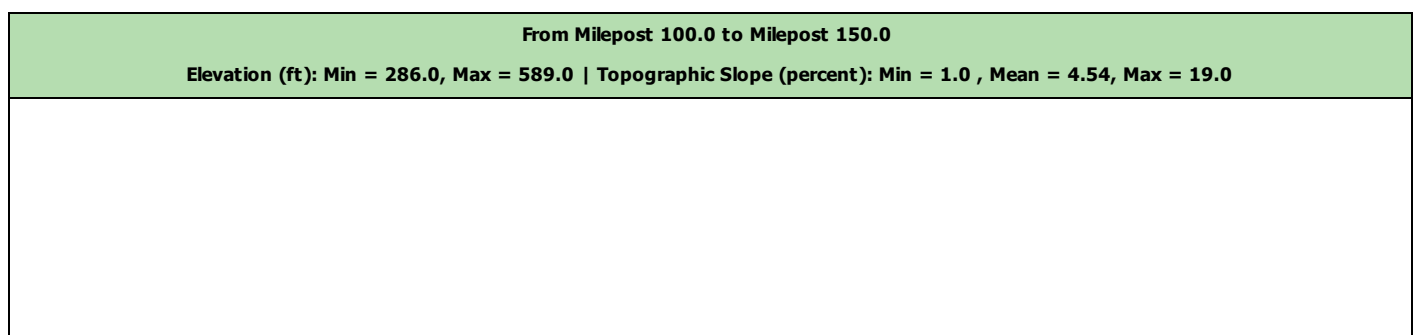 From Milepost 100.0 to Milepost 150.0
Elevation (ft): Min = 286.0, Max = 589.0 | Topographic Slope (percent): Min = 1.0 , Mean = 4.54, Max = 19.0